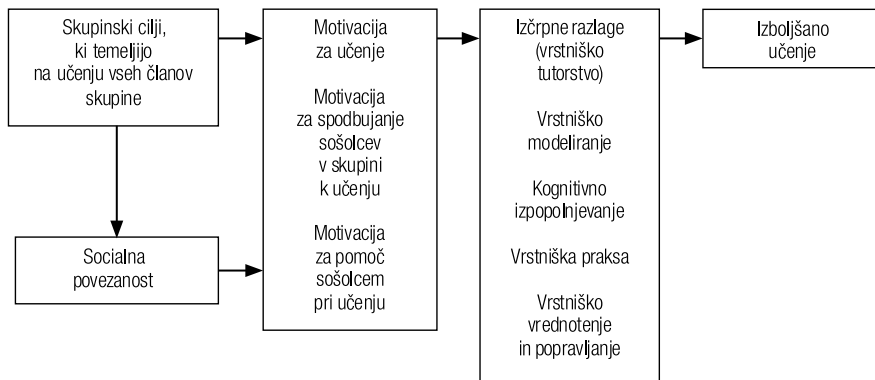 Skupinski cilji,
ki temeljijo
na učenju vseh članov
skupine
Socialna
povezanost
Motivacija
za učenje
Motivacija
za spodbujanje
sošolcev
v skupini
k učenju
Motivacija
za pomoč
sošolcem
pri učenju
Izčrpne razlage
(vrstniško
tutorstvo)
Vrstniško
modeliranje
Kognitivno
izpopolnjevanje
Vrstniška praksa
Vrstniško
vrednotenje
in popravljanje
Izboljšano
učenje